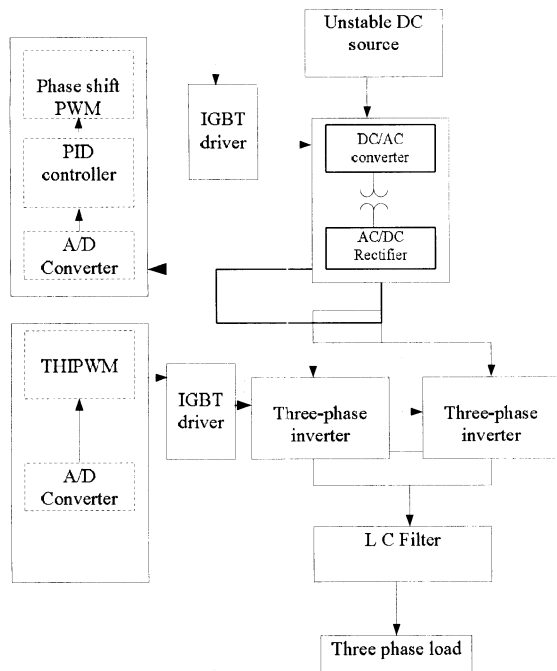 Unstable DC
source
Phase shift
PWM
IGBT
driver
DC/AC
converter
PID
controller
A/D
Converter
AC/DC
Rectifier
THIPWM
IGBT
driver
Three-phase
inverter
Three-phase
inverter
A/D
Converter
L C Filter
Three phase load